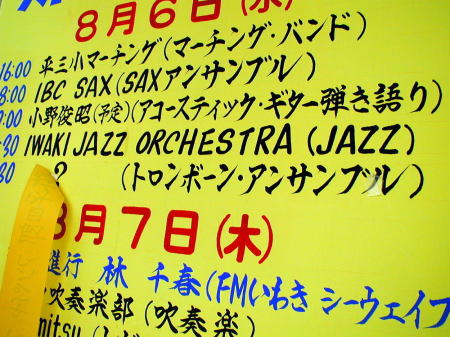 8月6日(水)
16:00 平三小マーチング(マーチング・バンド)
8:00 IBC SAX(SAXアンサンブル)
9:00 小野俊昭(予定)(アコースティック・ギター弾き語り)
:30 IWAKI JAZZ ORCHESTRA (JAZZ)
30 ? (トロンボーン・アンサンブル)
8月7日(木)
進行 林 千春(FMいわき シーウェイブ
・吹奏楽部(吹奏楽)
mitsu